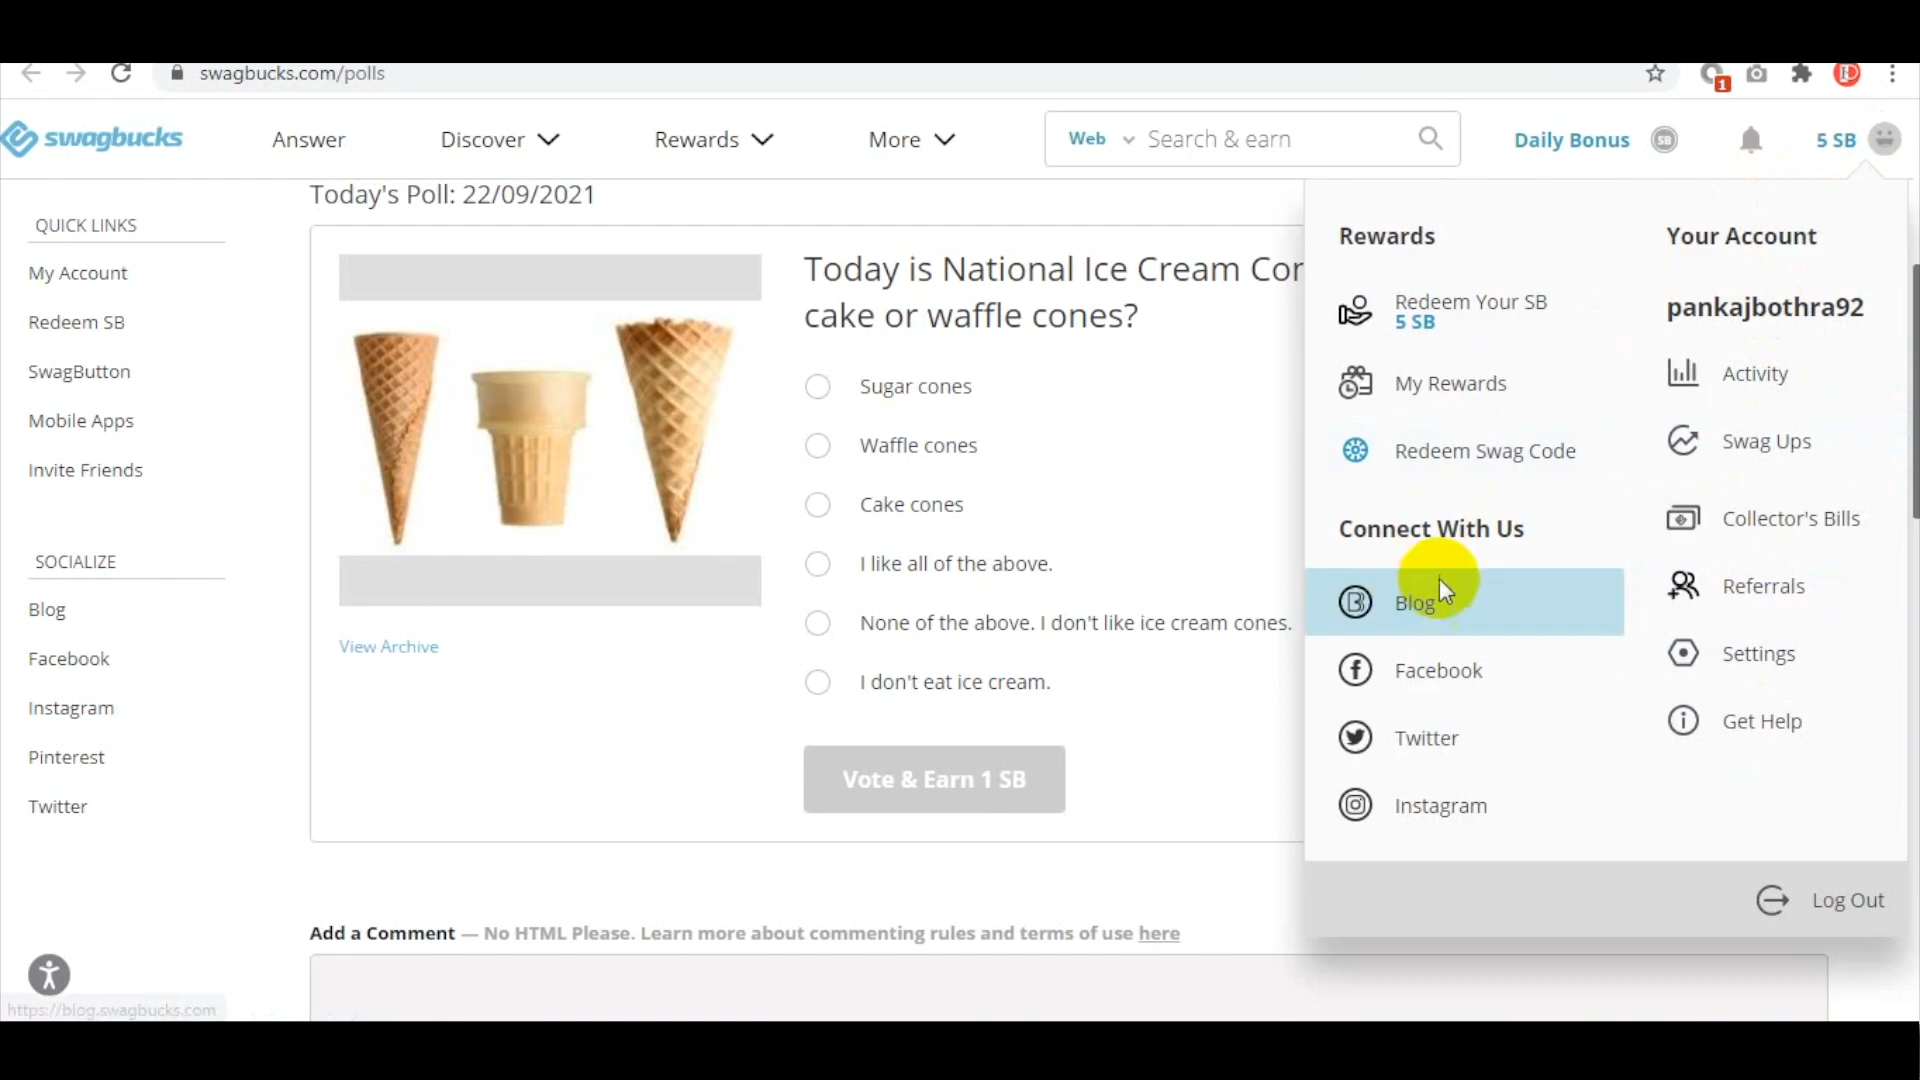 swagbucks.com/polls
1
swagbucks
Answer
Discover
Rewards
More
Web
Search & earn
Daily Bonus
SB
5 SB
Today's Poll: 22/09/2021
QUICK LINKS
My Account
Redeem SB
SwagButton
Mobile Apps
Invite Friends
SOCIALIZE
Blog
Facebook
Instagram
Pinterest
Twitter
Today is National Ice Cream Cor
cake or waffle cones?
Sugar cones
Waffle cones
Cake cones
I like all of the above.
None of the above. I don't like ice cream cones.
I don't eat ice cream.
View Archive
Vote & Earn 1 SB
Rewards
Redeem Your SB
5 SB
My Rewards
Redeem Swag Code
Connect With Us
Blog
Facebook
Twitter
Instagram
Your Account
pankajbothra92
Activity
Swag Ups
Collector's Bills
Referrals
Settings
Get Help
Log Out
Add a Comment — No HTML Please. Learn more about commenting rules and terms of use here
https://blog.swagbucks.com